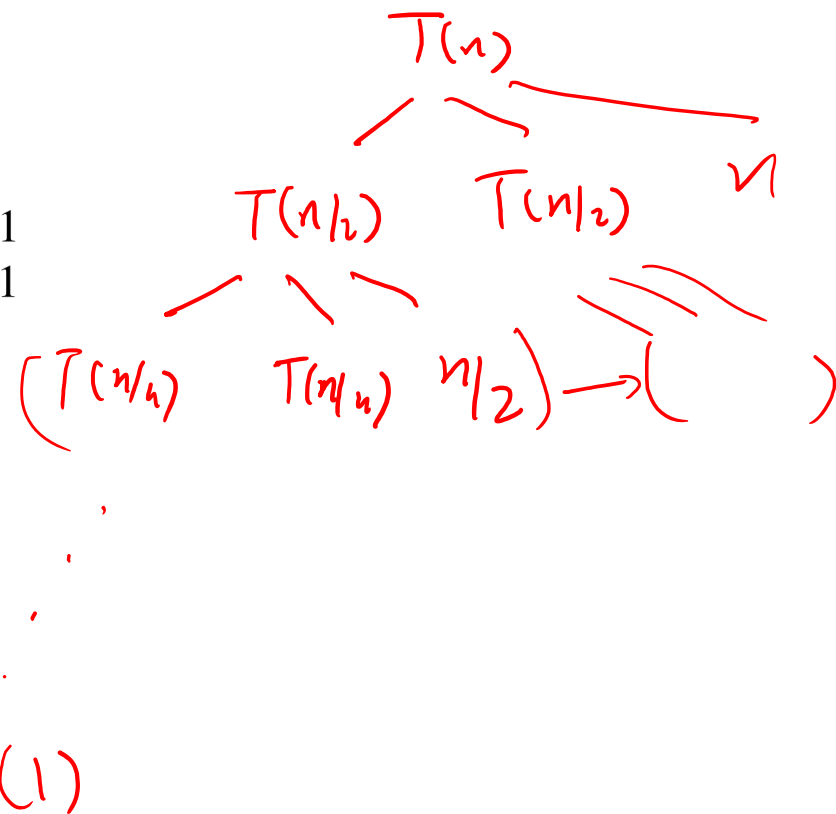 T(n)
n
T(n/2) T(n/2)
1
1
(T(n/4) T(n/4) n/2) → ( )
(1)